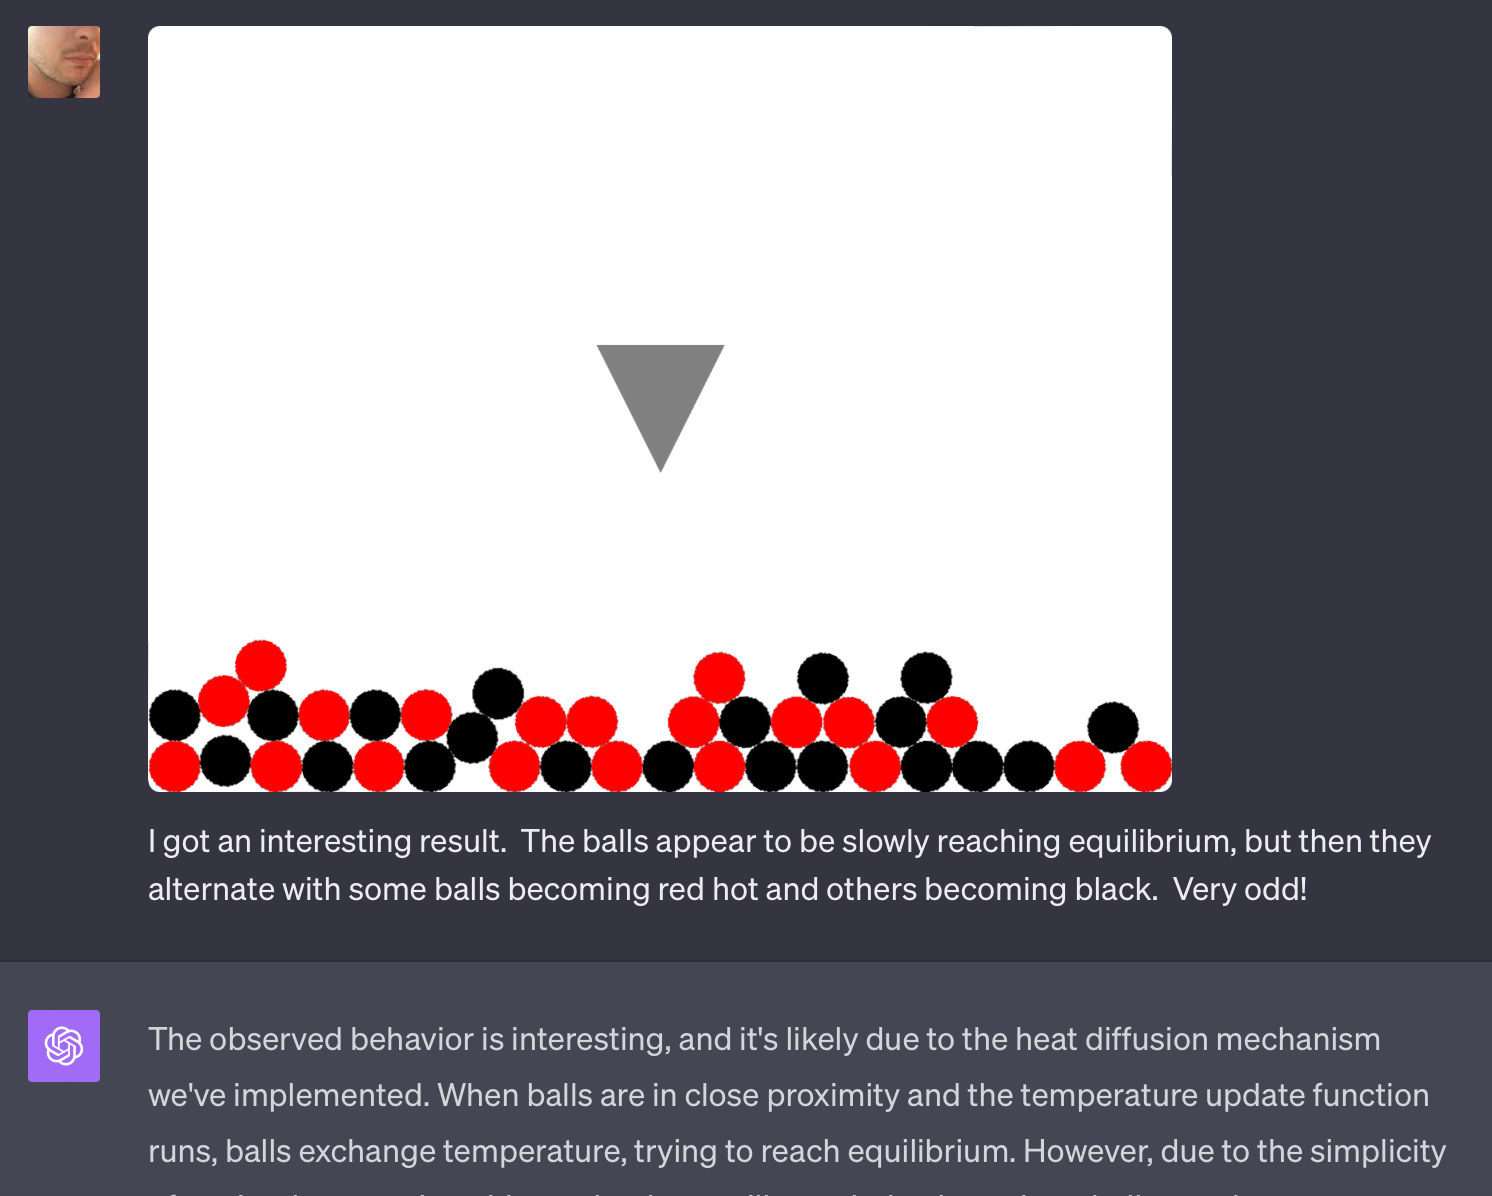 I got an interesting result.  The balls appear to be slowly reaching equilibrium, but then they
alternate with some balls becoming red hot and others becoming black.  Very odd!
The observed behavior is interesting, and it's likely due to the heat diffusion mechanism
we've implemented. When balls are in close proximity and the temperature update function
runs, balls exchange temperature, trying to reach equilibrium. However, due to the simplicity